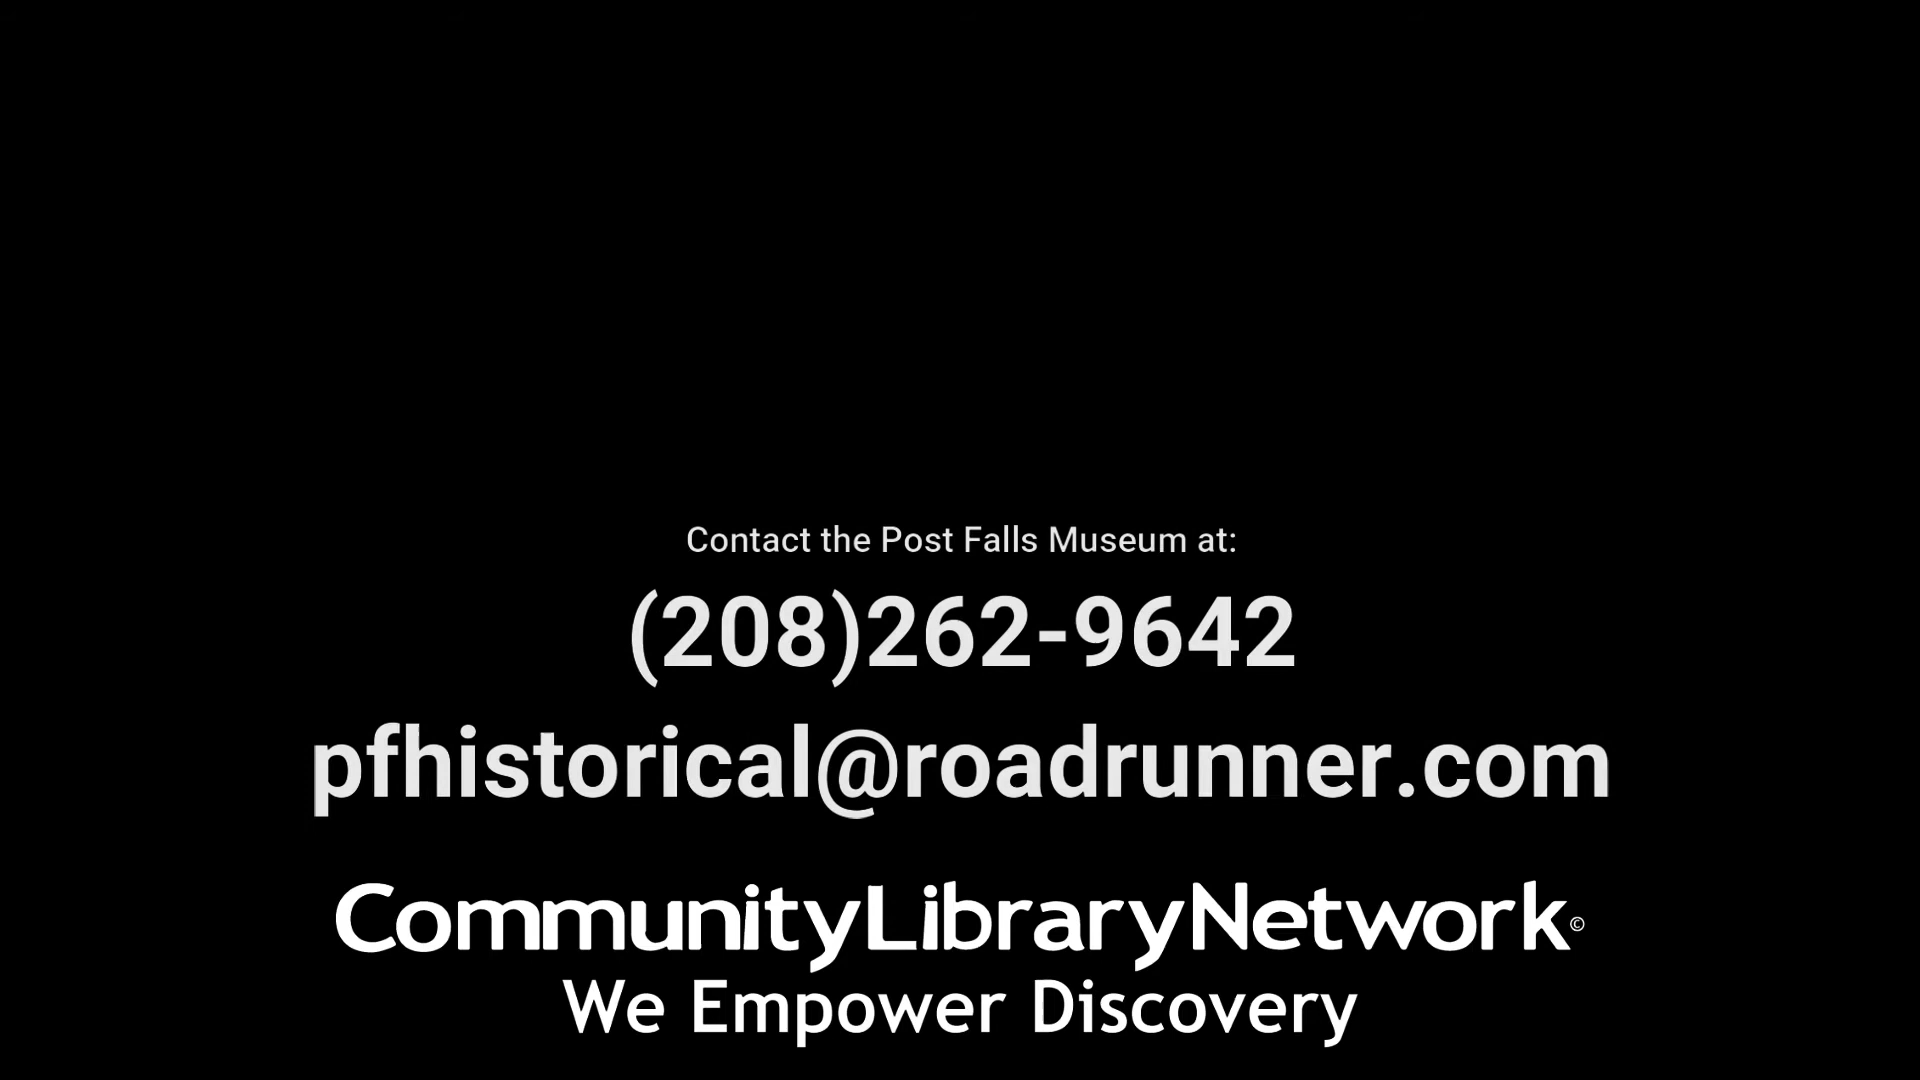 Contact the Post Falls Museum at:
(208)262-9642
pfhistorical@roadrunner.com
CommunityLibraryNetwork©
We Empower Discovery